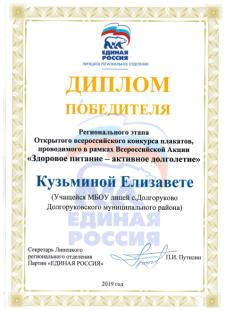 ЕДИНАЯ
РОССИЯ
ЛИПЕЦКОЕ РЕГИОНАЛЬНОЕ ОТДЕЛЕНИЕ
ДИПЛОМ
ПОБЕДИТЕЛЯ
Регионального этапа
Открытого всероссийского конкурса плакатов,
проводимого в рамках Всероссийской Акции
«Здоровое питание – активное долголетие»
Кузьминой Елизавете
(Учащейся МБОУ лицей с.Долгоруково
Долгоруковского муниципального района)
ЕДИНАЯ
РОССИЯ
Секретарь Липецкого
регионального отделения
Партии «ЕДИНАЯ РОССИЯ»
П.И. Путилин
2019 год